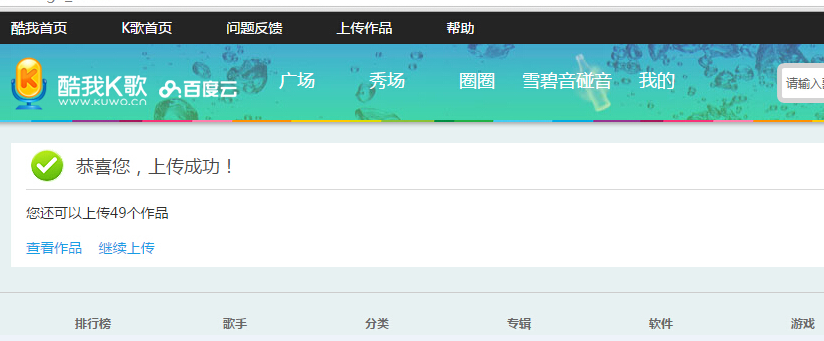 酷我首页 K歌首页 问题反馈 上传作品 帮助
酷我K歌 百度云 广场 秀场 圈圈 雪碧音碰音 我的
WWW.KUWO.CN
请输入
恭喜您，上传成功！
您还可以上传49个作品
查看作品 继续上传
排行榜 歌手 分类 专辑 软件 游戏